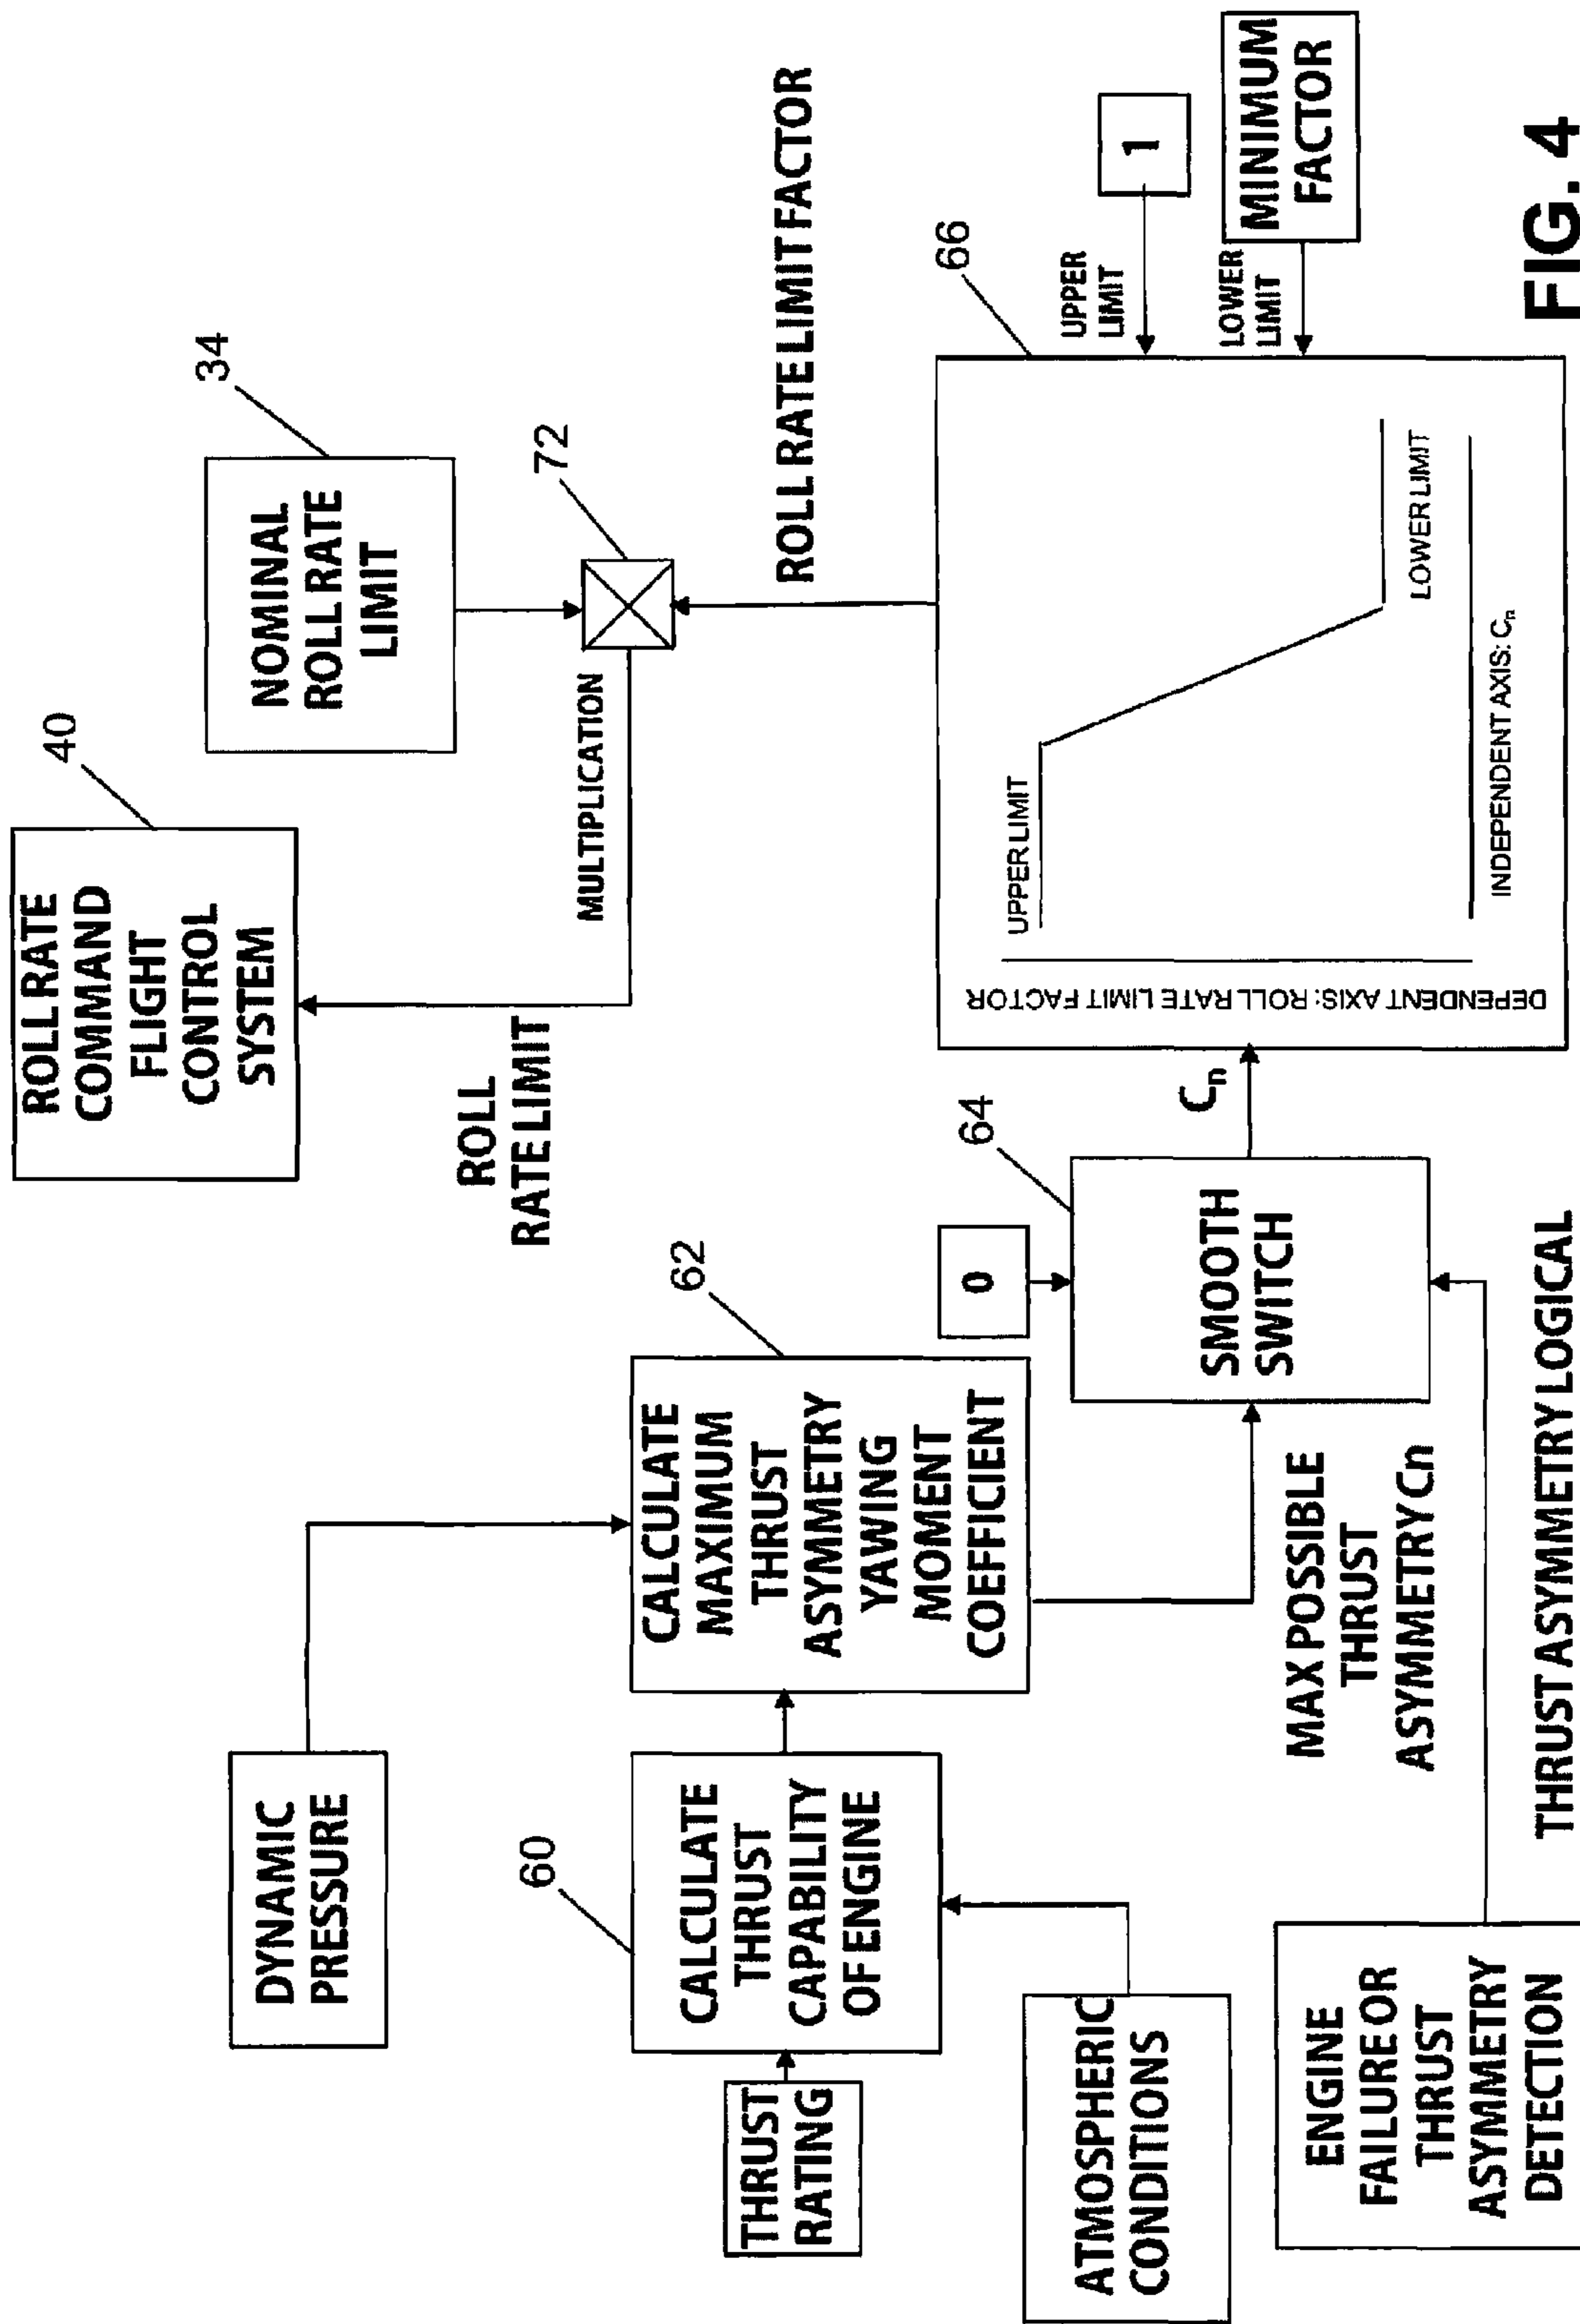 DYNAMIC
PRESSURE
THRUST
RATING
60
CALCULATE
THRUST
CAPABILITY
OF ENGINE
ATMOSPHERIC
CONDITIONS
ENGINE
FAILURE OR
THRUST
ASYMMETRY
DETECTION
62
CALCULATE
MAXIMUM
THRUST
ASYMMETRY
YAWING
MOMENT
COEFFICIENT
MAX POSSIBLE
THRUST
ASYMMETRY Cn
THRUST ASYMMETRY LOGICAL
0
64
SMOOTH
SWITCH
Cn
40
ROLL RATE
COMMAND
FLIGHT
CONTROL
SYSTEM
ROLL
RATE LIMIT
MULTIPLICATION
34
NOMINAL
ROLL RATE
LIMIT
72
ROLL RATE LIMIT FACTOR
66
DEPENDENT AXIS: ROLL RATE LIMIT FACTOR
UPPER LIMIT
LOWER LIMIT
INDEPENDENT AXIS: Cn
UPPER
LIMIT
1
LOWER
LIMIT
MINIMUM
FACTOR
FIG. 4